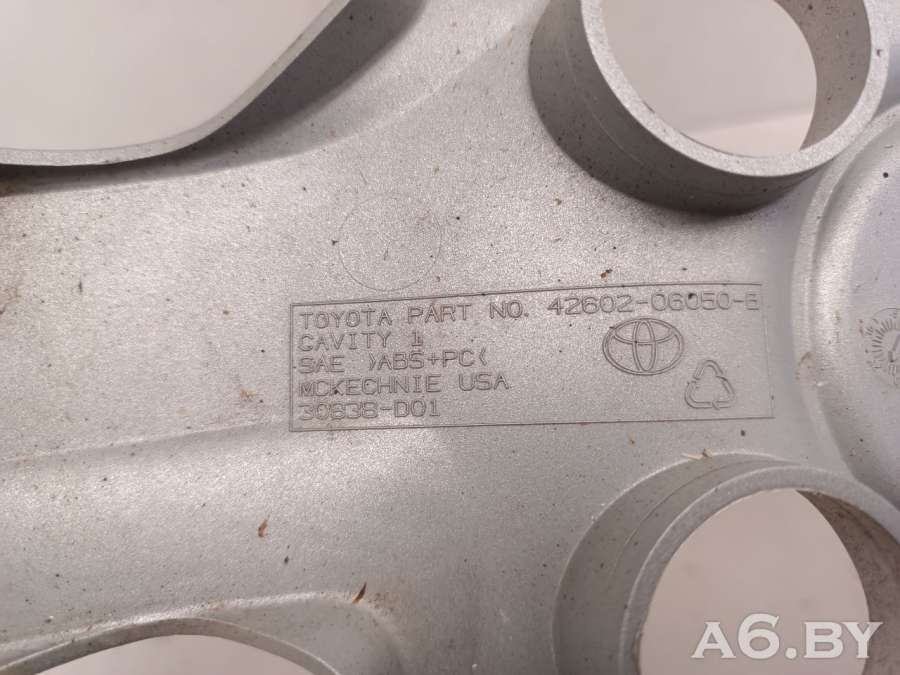 TOYOTA PART NO. 42602-06050-B
CAVITY 1
SAE >ABS+PC<
MCKECHNIE USA
30838-D01
A6.BY